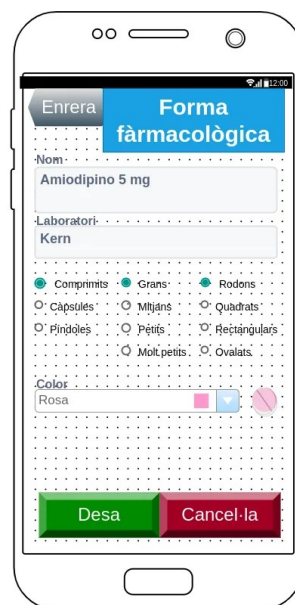 12:00
Enrera
Forma
fàrmacològica
Nom
Amiodipino 5 mg
Laboratori
Kern
Comprimits Grans Rodons
Càpsules Mitjans Quadrats
Píndoles Petits Rectangulars
Molt petits Ovalats
Color
Rosa
Desa Cancel·la